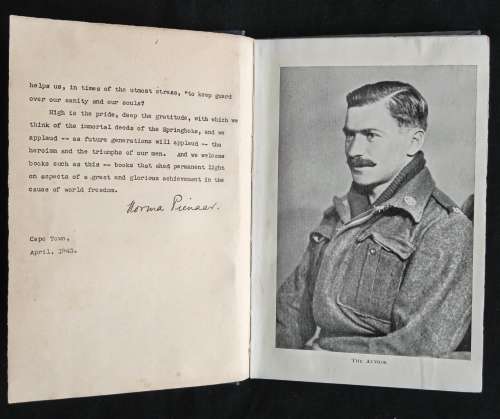 helps us, in times of the utmost stress, "to keep guard
over our sanity and our souls?
High is the pride, deep the gratitude, with which we
think of the immortal deeds of the Springboks, and we
applaud -- as future generations will applaud -- the
heroism and the triumphs of our men. And we welcome
books such as this -- books that shed permanent light
on aspects of a great and glorious achievement in the
cause of world freedom.
Norma Pienaar.
Cape Town,
April, 1943.
The Author